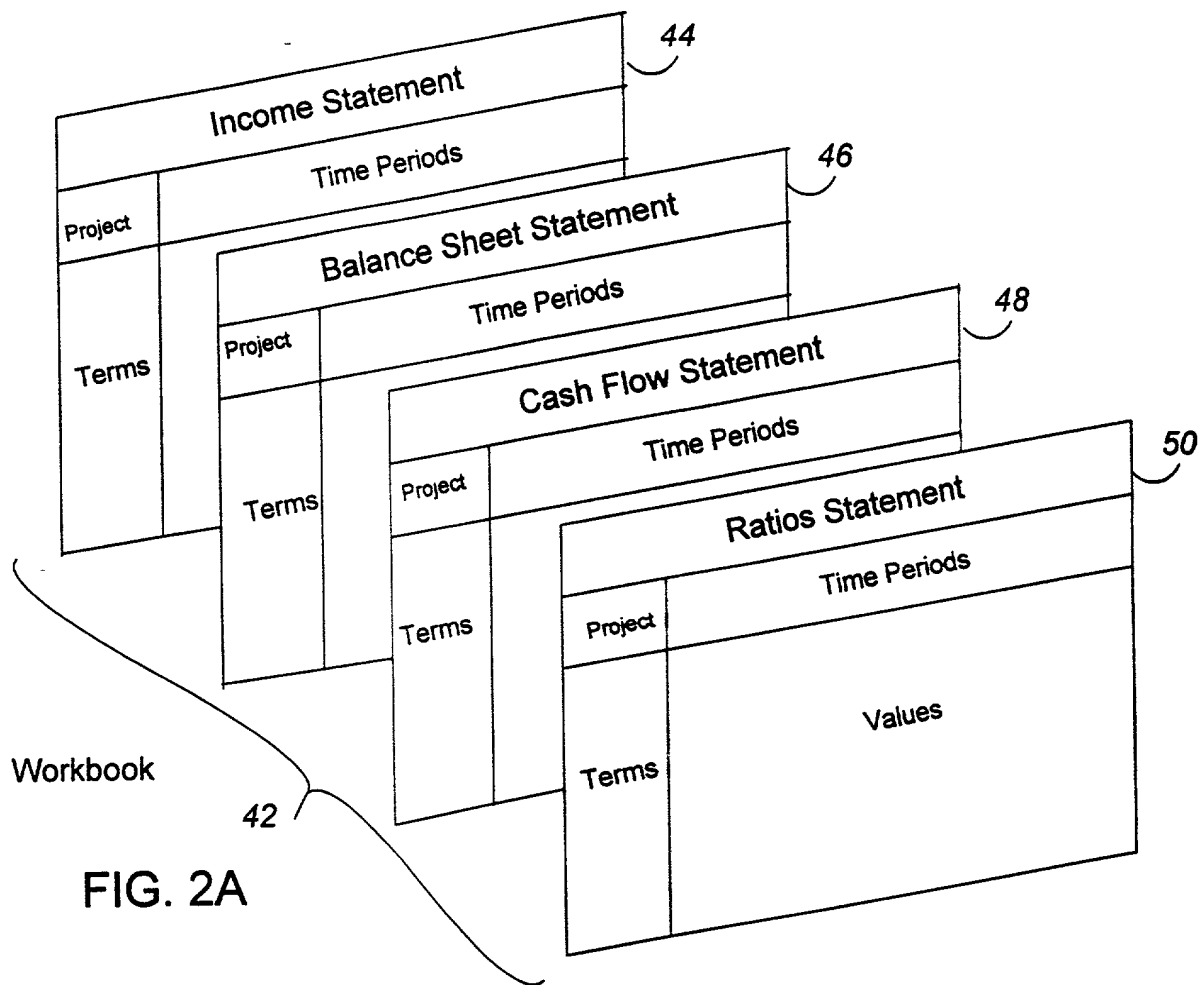 44
Income Statement
Time Periods
Project
Terms
46
Balance Sheet Statement
Time Periods
Project
Terms
48
Cash Flow Statement
Time Periods
Project
Terms
50
Ratios Statement
Time Periods
Project
Values
Terms
Workbook
42
FIG. 2A